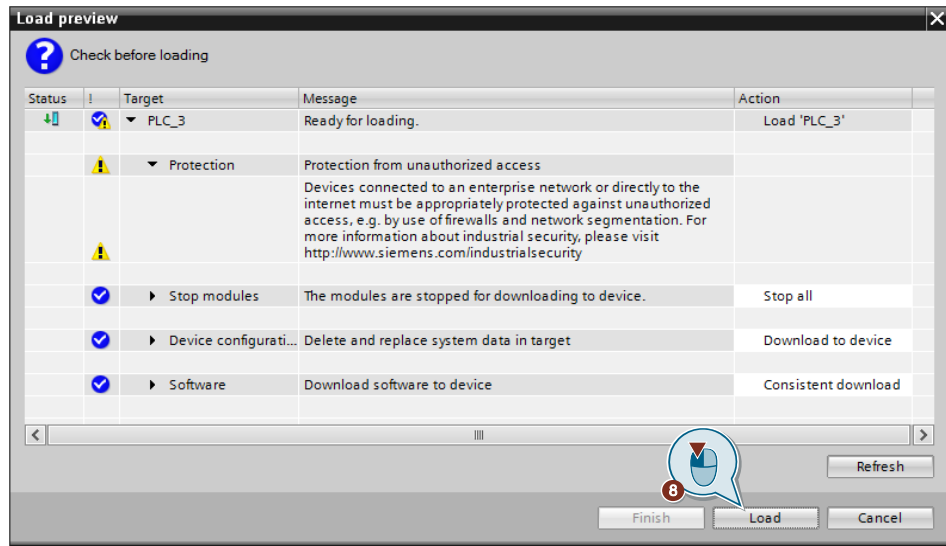 Load preview
Check before loading
Status ! Target Message Action
PLC_3 Ready for loading. Load 'PLC_3'
Protection Protection from unauthorized access
Devices connected to an enterprise network or directly to the
internet must be appropriately protected against unauthorized
access, e.g. by use of firewalls and network segmentation. For
more information about industrial security, please visit
http://www.siemens.com/industrialsecurity
Stop modules The modules are stopped for downloading to device. Stop all
Device configurati... Delete and replace system data in target Download to device
Software Download software to device Consistent download
Refresh
8
Finish Load Cancel